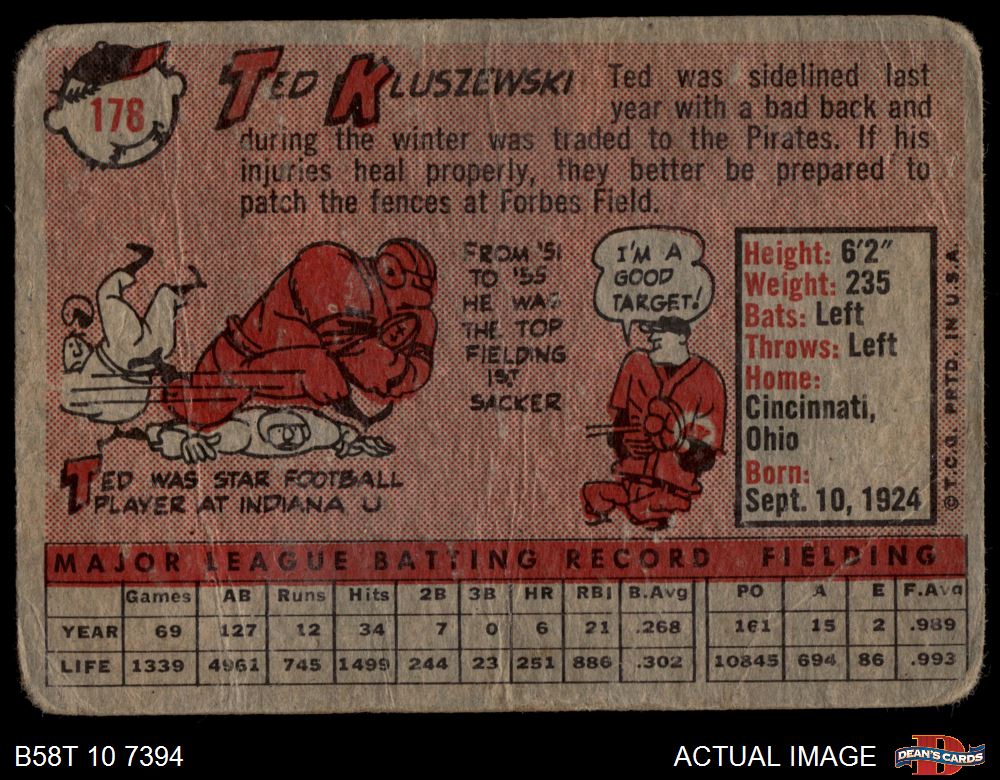 178
TED KLUSZEWSKI
Ted was sidelined last
year with a bad back and
during the winter was traded to the Pirates. If his
injuries heal properly, they better be prepared to
patch the fences at Forbes Field.
FROM '51
TO '55
HE WAS
THE TOP
FIELDING
1ST
SACKER
I'M A
GOOD
TARGET!
TED WAS STAR FOOTBALL
PLAYER AT INDIANA U
Height: 6'2"
Weight: 235
Bats: Left
Throws: Left
Home:
Cincinnati,
Ohio
Born:
Sept. 10, 1924
© T.C.G. PRTD. IN U.S.A.
MAJOR LEAGUE BATTING RECORD FIELDING
Games AB Runs Hits 2B 3B HR RBI B.Avg PO A E F.Avg
YEAR 69 127 12 34 7 0 6 21 .268 161 15 2 .989
LIFE 1339 4961 745 1499 244 23 251 886 .302 10845 694 86 .993
B58T 10 7394
ACTUAL IMAGE
D
DEAN'S CARDS